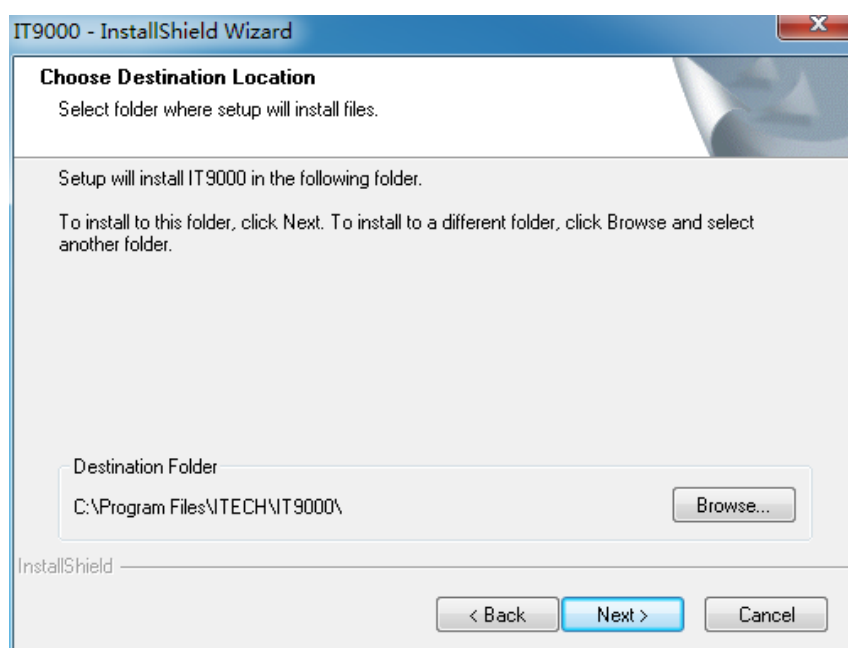 IT9000 - InstallShield Wizard
Choose Destination Location
Select folder where setup will install files.
Setup will install IT9000 in the following folder.
To install to this folder, click Next. To install to a different folder, click Browse and select
another folder.
Destination Folder
C:\Program Files\ITECH\IT9000\
Browse...
InstallShield
< Back
Next >
Cancel